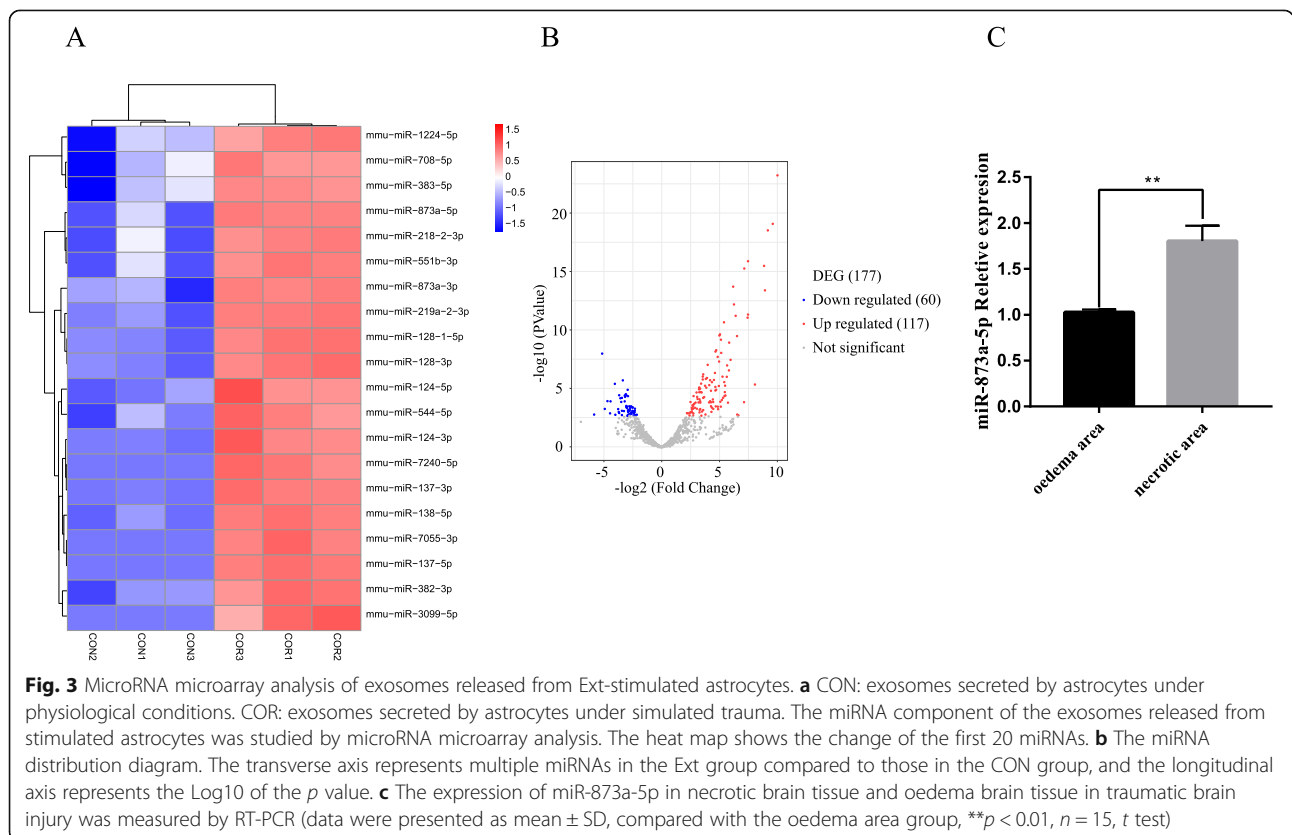 A
mmu−miR−1224−5p
mmu−miR−708−5p
mmu−miR−383−5p
mmu−miR−873a−5p
mmu−miR−218−2−3p
mmu−miR−551b−3p
mmu−miR−873a−3p
mmu−miR−219a−2−3p
mmu−miR−128−1−5p
mmu−miR−128−3p
mmu−miR−124−5p
mmu−miR−544−5p
mmu−miR−124−3p
mmu−miR−7240−5p
mmu−miR−137−3p
mmu−miR−138−5p
mmu−miR−7055−3p
mmu−miR−137−5p
mmu−miR−382−3p
mmu−miR−3099−5p
CON2
CON1
CON3
COR3
COR1
COR2
1.5
1
0.5
0
−0.5
−1
−1.5
B
-log10 (PValue)
20
15
10
5
0
-5
0
5
10
-log2 (Fold Change)
DEG (177)
Down regulated (60)
Up regulated (117)
Not significant
C
miR-873a-5p Reletive expresion
2.0
1.5
1.0
0.5
0.0
**
oedema area
necrotic area
Fig. 3 MicroRNA microarray analysis of exosomes released from Ext-stimulated astrocytes. a CON: exosomes secreted by astrocytes under
physiological conditions. COR: exosomes secreted by astrocytes under simulated trauma. The miRNA component of the exosomes released from
stimulated astrocytes was studied by microRNA microarray analysis. The heat map shows the change of the first 20 miRNAs. b The miRNA
distribution diagram. The transverse axis represents multiple miRNAs in the Ext group compared to those in the CON group, and the longitudinal
axis represents the Log10 of the p value. c The expression of miR-873a-5p in necrotic brain tissue and oedema brain tissue in traumatic brain
injury was measured by RT-PCR (data were presented as mean ± SD, compared with the oedema area group, **p < 0.01, n = 15, t test)